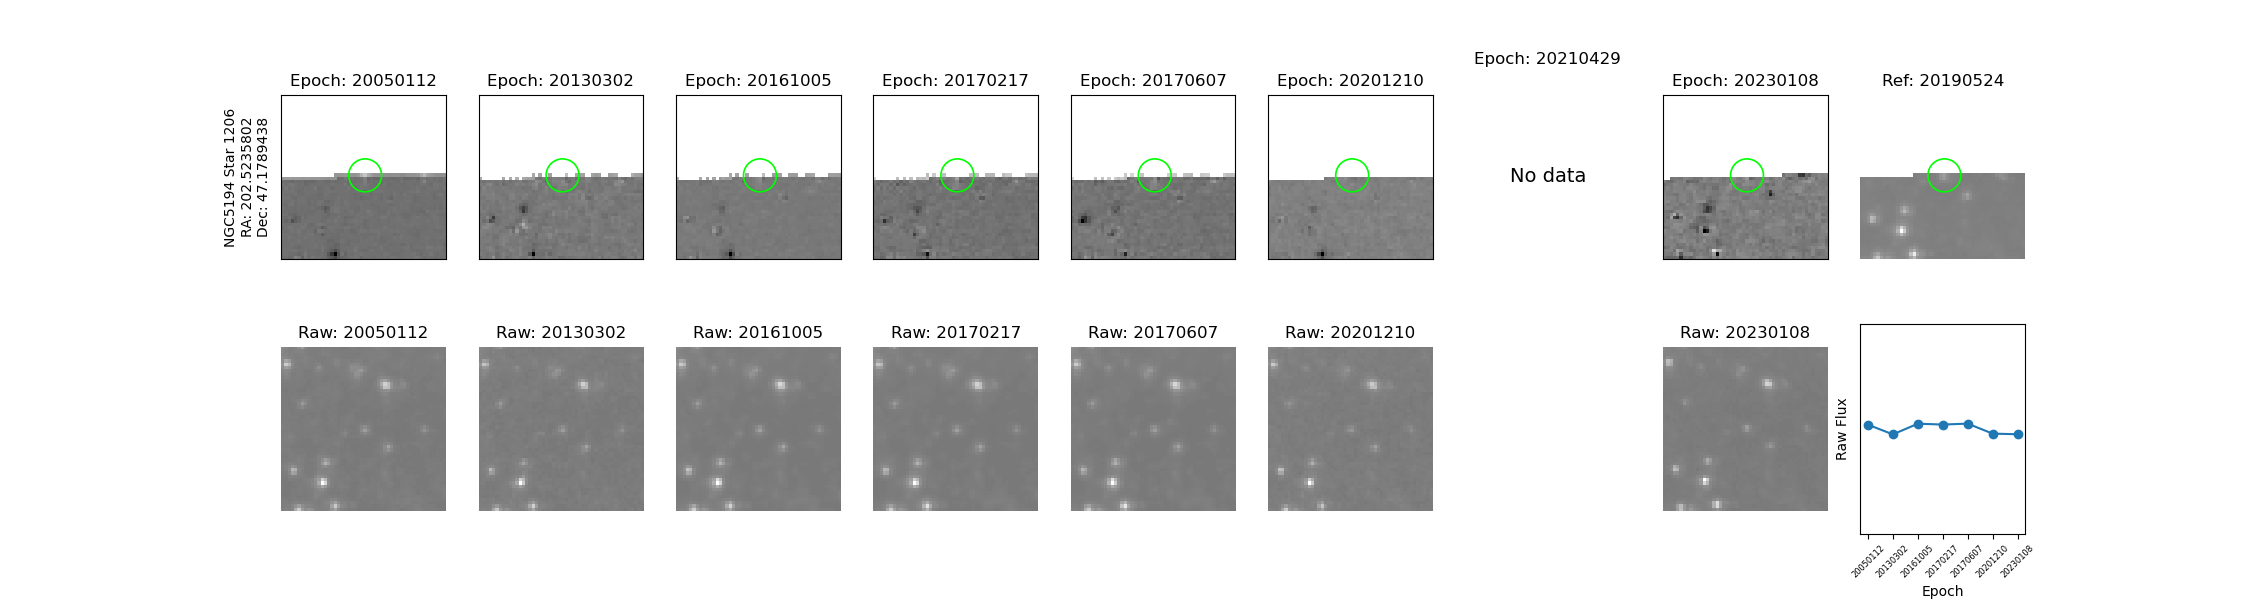 NGC5194 Star 1206
RA: 202.5235802
Dec: 47.1789438
Epoch: 20050112
Epoch: 20130302
Epoch: 20161005
Epoch: 20170217
Epoch: 20170607
Epoch: 20201210
Epoch: 20210429
No data
Epoch: 20230108
Ref: 20190524
Raw: 20050112
Raw: 20130302
Raw: 20161005
Raw: 20170217
Raw: 20170607
Raw: 20201210
Raw: 20230108
Raw Flux
20050112
20130302
20161005
20170217
20170607
20201210
20230108
Epoch